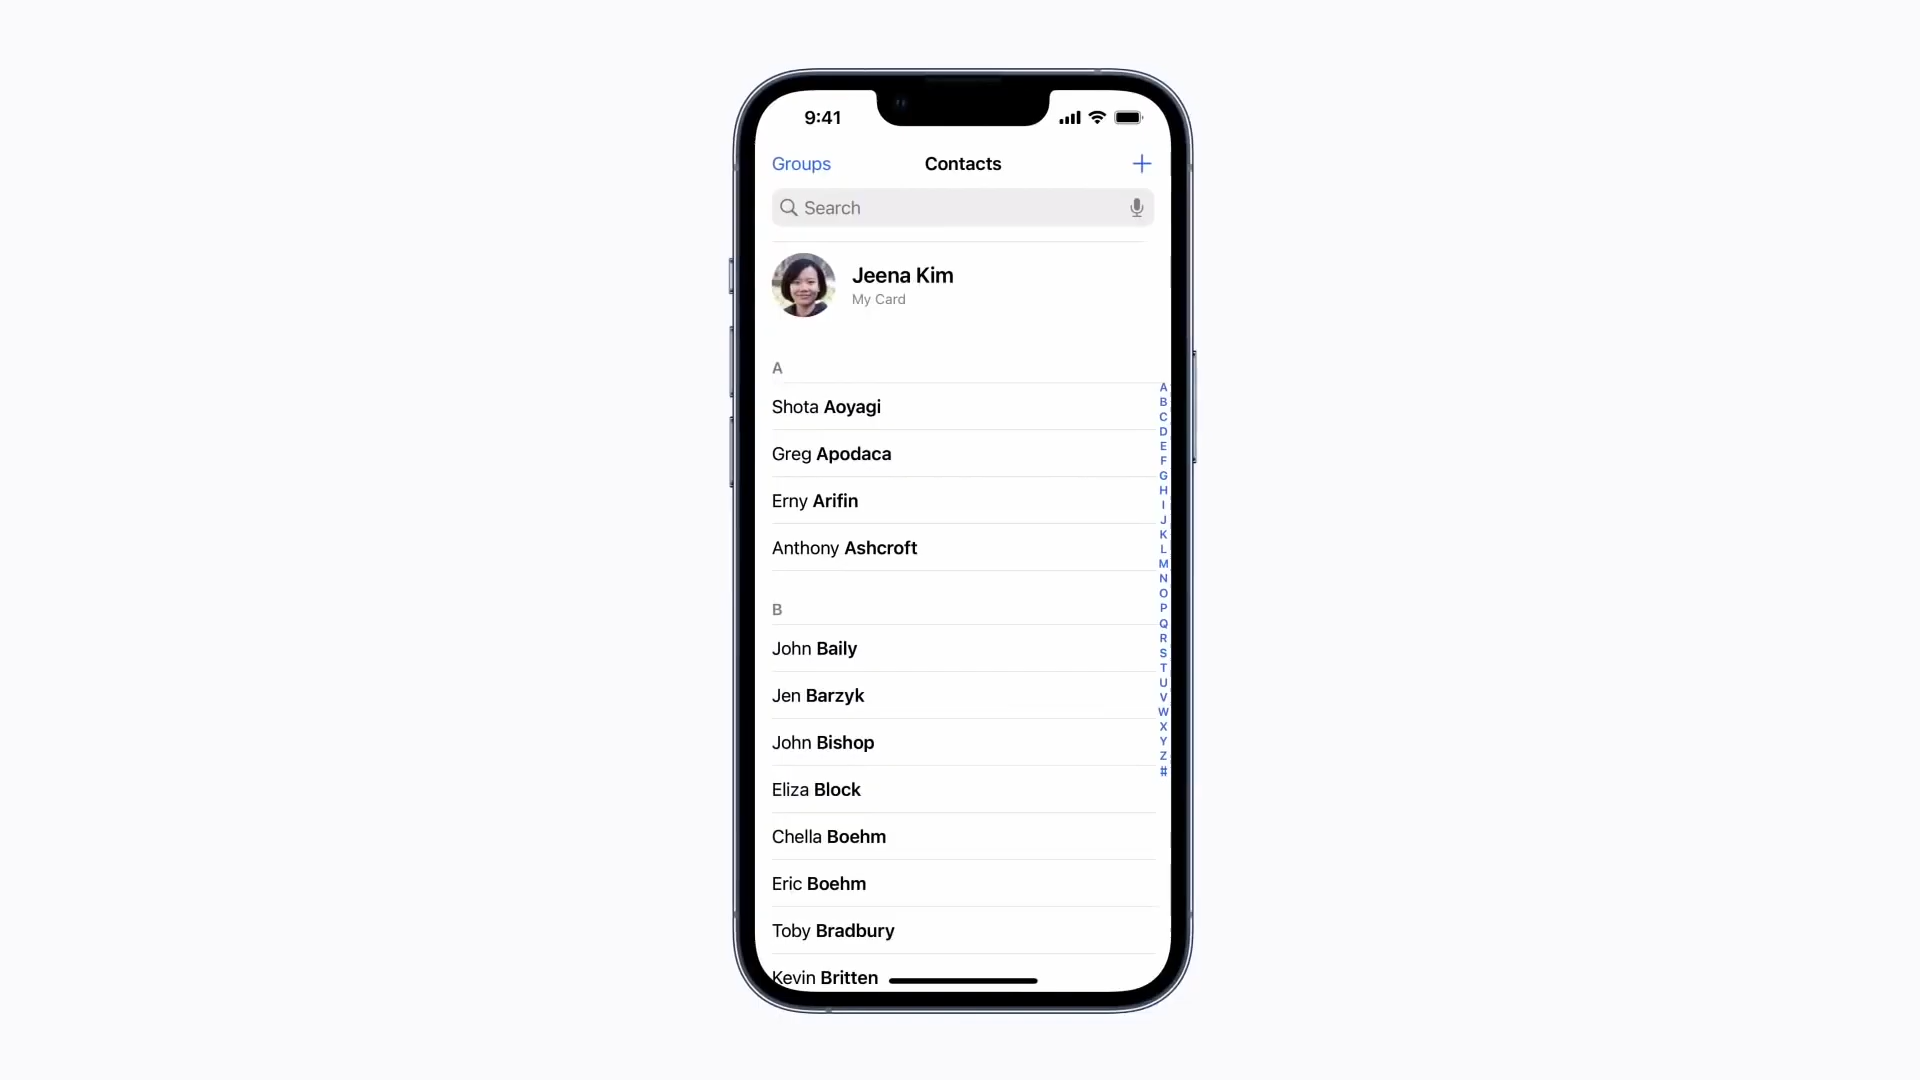 9:41
Groups Contacts +
Search
Jeena Kim
My Card
A
Shota Aoyagi
Greg Apodaca
Erny Arifin
Anthony Ashcroft
B
John Baily
Jen Barzyk
John Bishop
Eliza Block
Chella Boehm
Eric Boehm
Toby Bradbury
Kevin Britten
A
B
C
D
E
F
G
H
I
J
K
L
M
N
O
P
Q
R
S
T
U
V
W
X
Y
Z
#